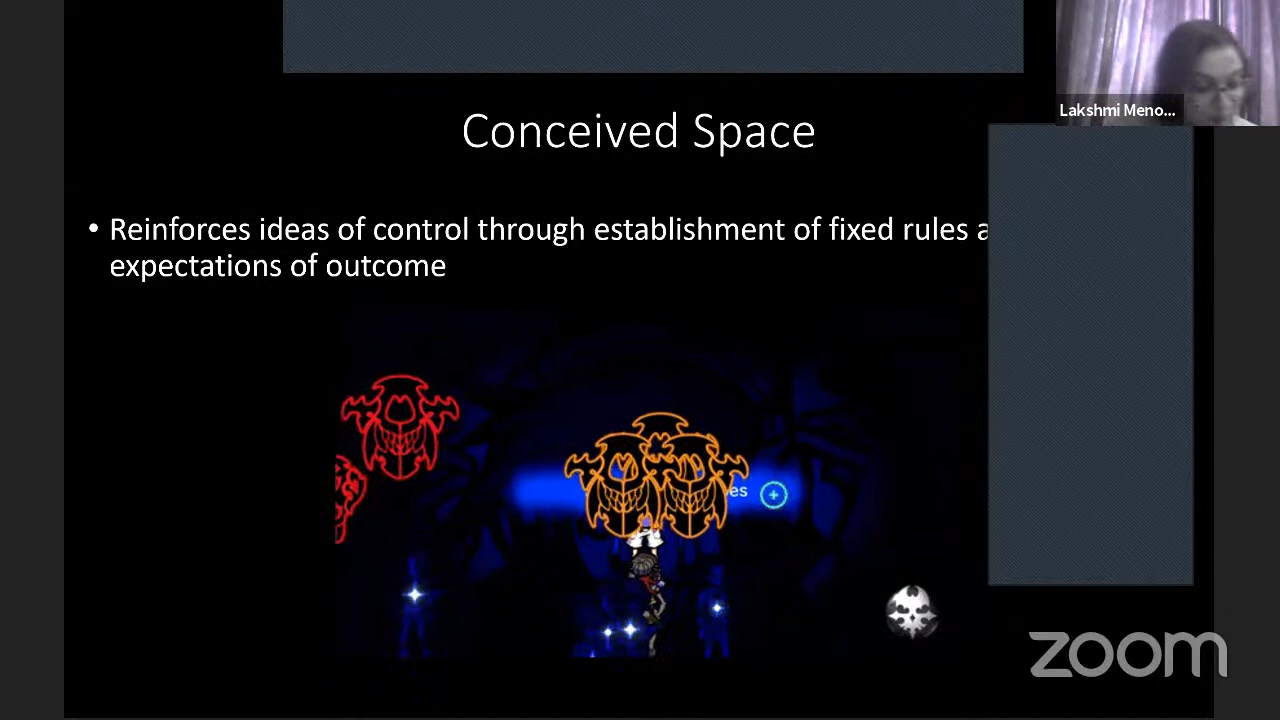 Lakshmi Meno...
Conceived Space
• Reinforces ideas of control through establishment of fixed rules
expectations of outcome
zoom